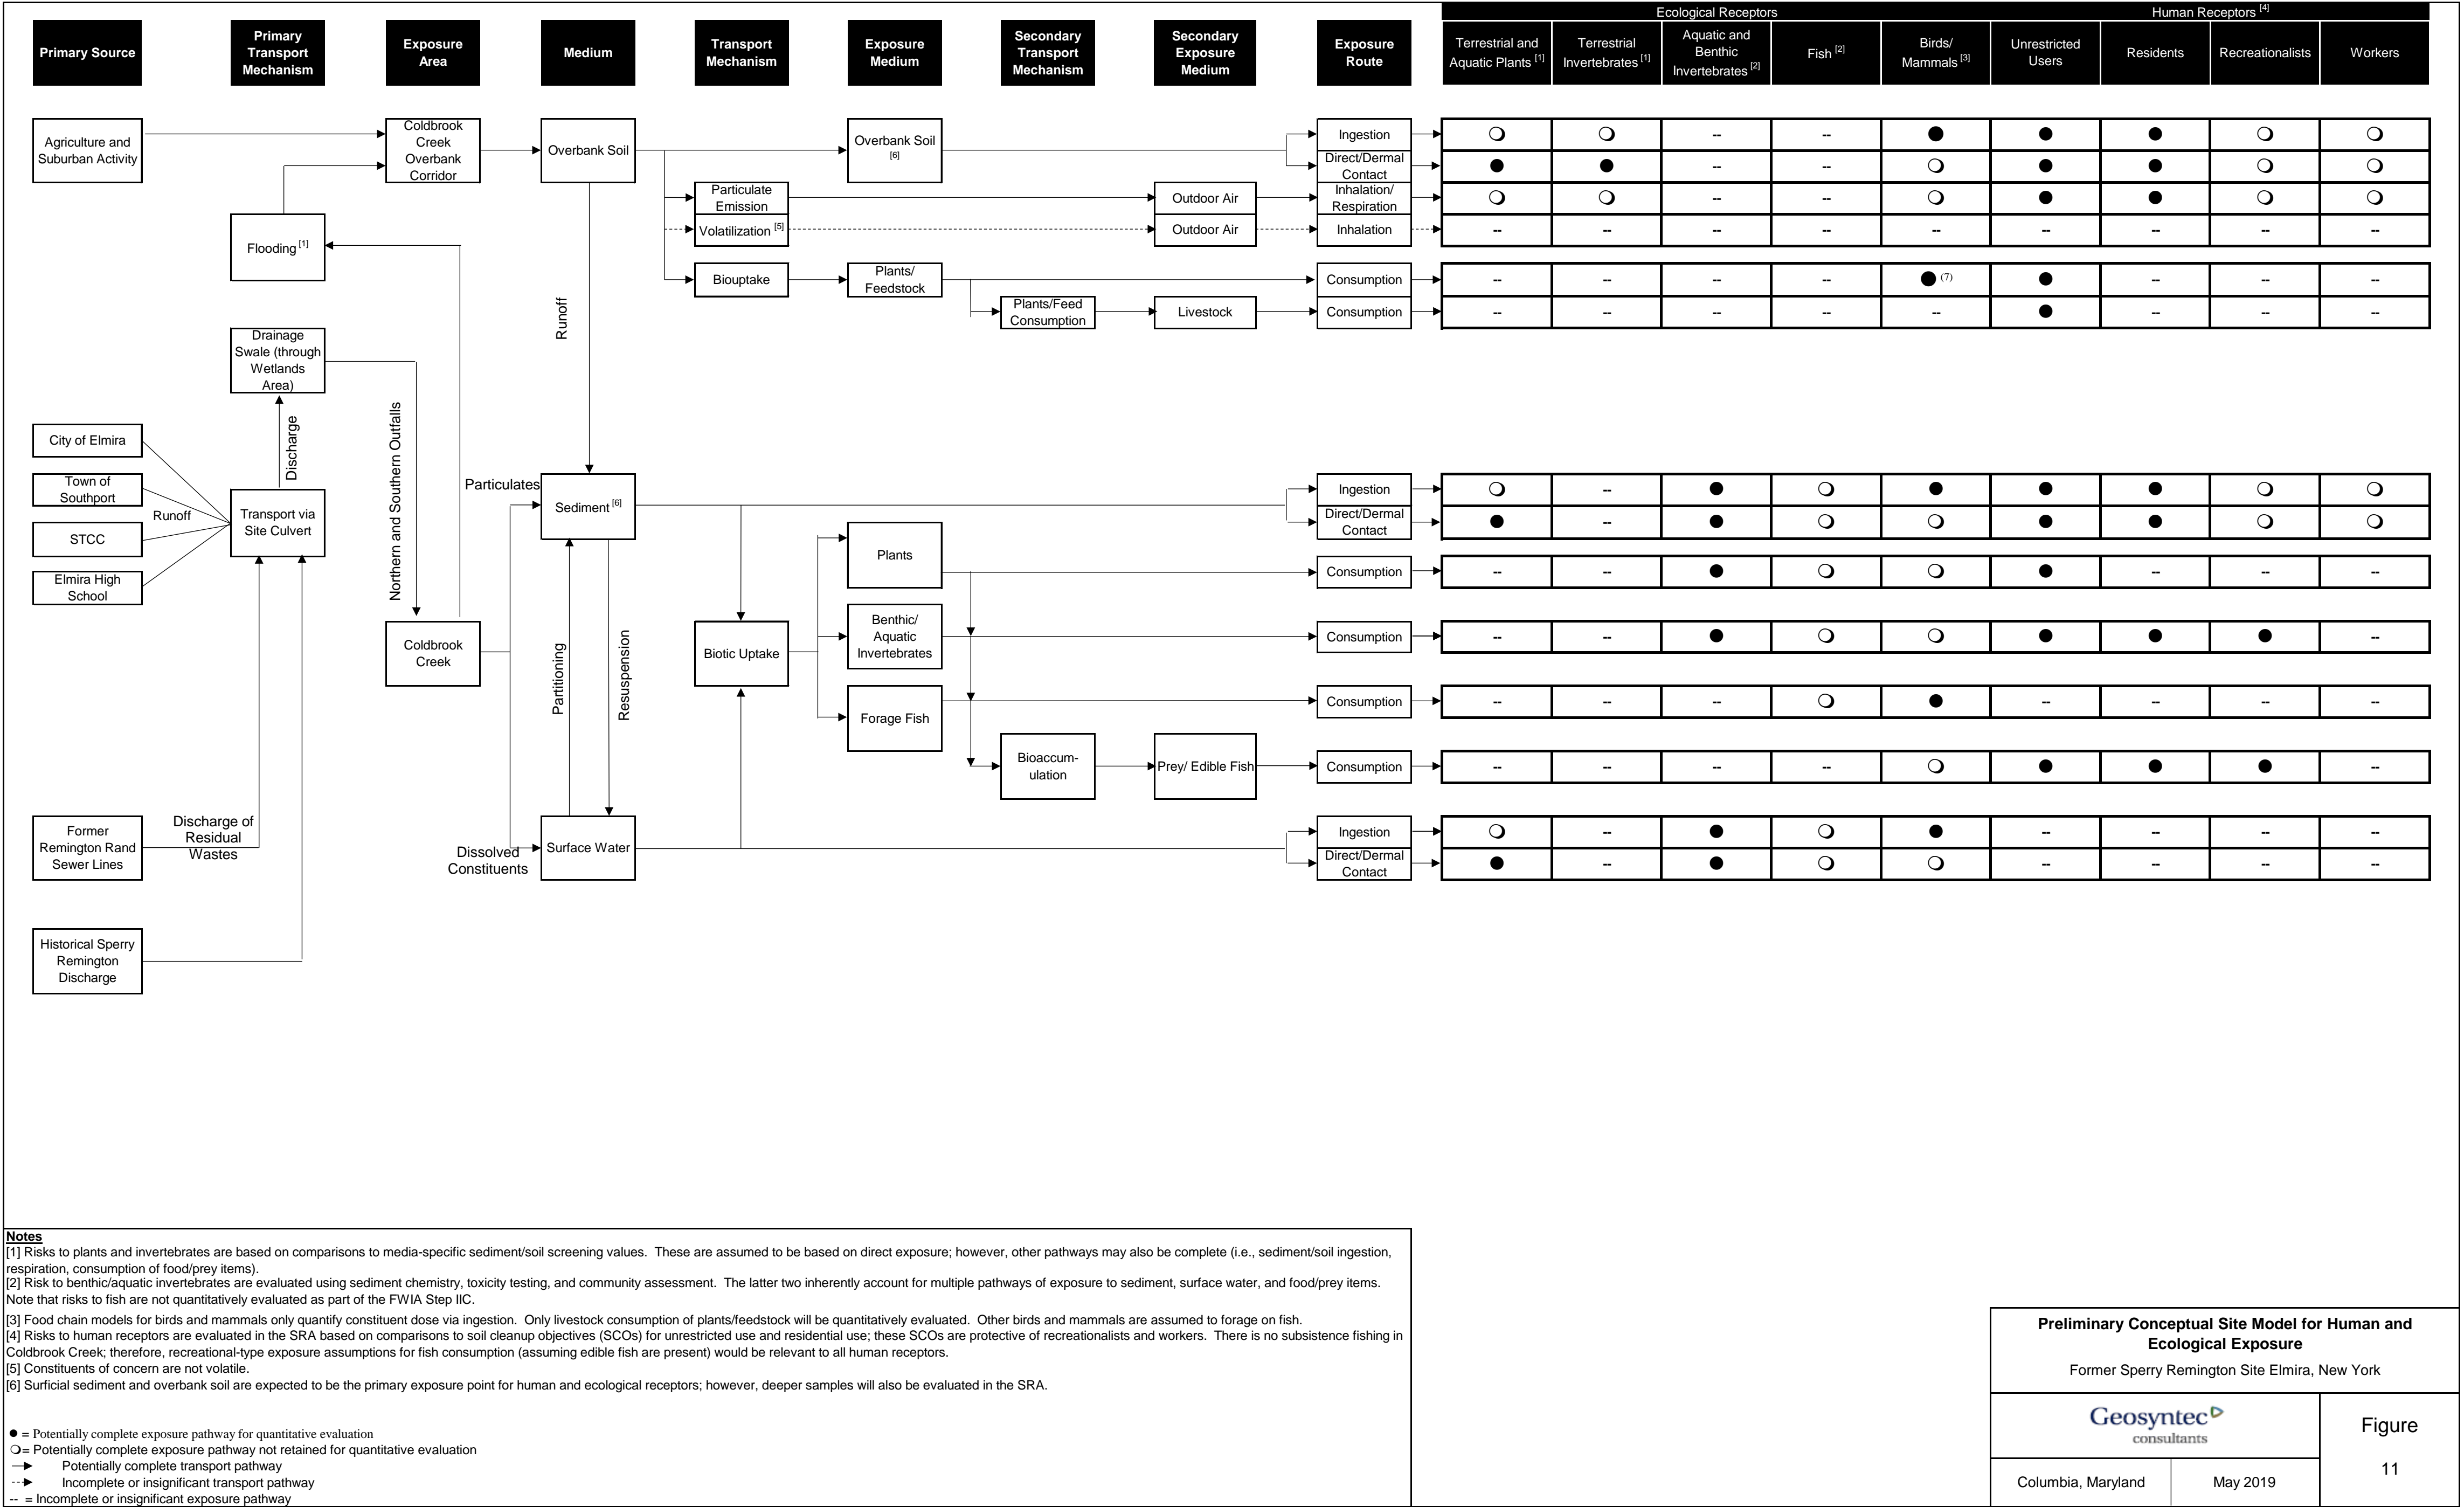 Ecological Receptors
Human Receptors [4]
Primary Source
Primary
Transport
Mechanism
Exposure
Area
Medium
Transport
Mechanism
Exposure
Medium
Secondary
Transport
Mechanism
Secondary
Exposure
Medium
Exposure
Route
Terrestrial and
Aquatic Plants [1]
Terrestrial
Invertebrates [1]
Aquatic and
Benthic
Invertebrates [2]
Fish [2]
Birds/
Mammals [3]
Unrestricted
Users
Residents
Recreationalists
Workers
Agriculture and
Suburban Activity
Coldbrook
Creek
Overbank
Corridor
Overbank Soil
Overbank Soil
[6]
Ingestion
○ ○ -- -- ● ● ● ○ ○
Direct/Dermal
Contact
● ● -- -- ○ ● ● ○ ○
Particulate
Emission
Outdoor Air
Inhalation/
Respiration
○ ○ -- -- ○ ● ● ○ ○
Flooding [1]
Volatilization [5]
Outdoor Air
Inhalation
-- -- -- -- -- -- -- -- --
Biouptake
Plants/
Feedstock
Consumption
-- -- -- -- ● (7) ● -- -- --
Runoff
Plants/Feed
Consumption
Livestock
Consumption
-- -- -- -- -- ● -- -- --
Drainage
Swale (through
Wetlands
Area)
Discharge
Northern and Southern Outfalls
City of Elmira
Town of
Southport
Runoff
STCC
Elmira High
School
Transport via
Site Culvert
Particulates
Sediment [6]
Ingestion
○ -- ● ○ ● ● ● ○ ○
Direct/Dermal
Contact
● -- ● ○ ○ ● ● ○ ○
Plants
Consumption
-- -- ● ○ ○ ● -- -- --
Coldbrook
Creek
Partitioning
Resuspension
Biotic Uptake
Benthic/
Aquatic
Invertebrates
Consumption
-- -- ● ○ ○ ● ● ● --
Forage Fish
Consumption
-- -- -- ○ ● -- -- -- --
Bioaccum-
ulation
Prey/ Edible Fish
Consumption
-- -- -- -- ○ ● ● ● --
Former
Remington Rand
Sewer Lines
Discharge of
Residual
Wastes
Dissolved
Constituents
Surface Water
Ingestion
○ -- ● ○ ● -- -- -- --
Direct/Dermal
Contact
● -- ● ○ ○ -- -- -- --
Historical Sperry
Remington
Discharge
Notes
[1] Risks to plants and invertebrates are based on comparisons to media-specific sediment/soil screening values. These are assumed to be based on direct exposure; however, other pathways may also be complete (i.e., sediment/soil ingestion,
respiration, consumption of food/prey items).
[2] Risk to benthic/aquatic invertebrates are evaluated using sediment chemistry, toxicity testing, and community assessment. The latter two inherently account for multiple pathways of exposure to sediment, surface water, and food/prey items.
Note that risks to fish are not quantitatively evaluated as part of the FWIA Step IIC.
[3] Food chain models for birds and mammals only quantify constituent dose via ingestion. Only livestock consumption of plants/feedstock will be quantitatively evaluated. Other birds and mammals are assumed to forage on fish.
[4] Risks to human receptors are evaluated in the SRA based on comparisons to soil cleanup objectives (SCOs) for unrestricted use and residential use; these SCOs are protective of recreationalists and workers. There is no subsistence fishing in
Coldbrook Creek; therefore, recreational-type exposure assumptions for fish consumption (assuming edible fish are present) would be relevant to all human receptors.
[5] Constituents of concern are not volatile.
[6] Surficial sediment and overbank soil are expected to be the primary exposure point for human and ecological receptors; however, deeper samples will also be evaluated in the SRA.
● = Potentially complete exposure pathway for quantitative evaluation
○= Potentially complete exposure pathway not retained for quantitative evaluation
Potentially complete transport pathway
Incomplete or insignificant transport pathway
-- = Incomplete or insignificant exposure pathway
Preliminary Conceptual Site Model for Human and
Ecological Exposure
Former Sperry Remington Site Elmira, New York
Geosyntec
consultants
Figure
11
Columbia, Maryland
May 2019